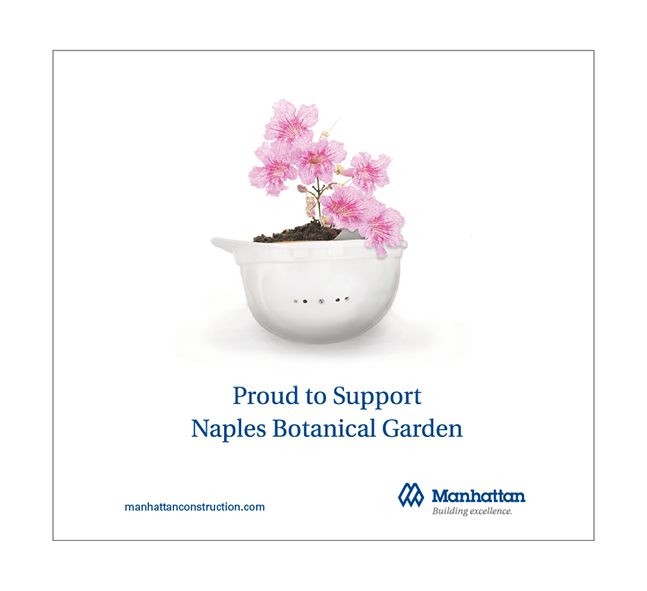 Proud to Support
Naples Botanical Garden
manhattanconstruction.com
Manhattan
Building excellence.